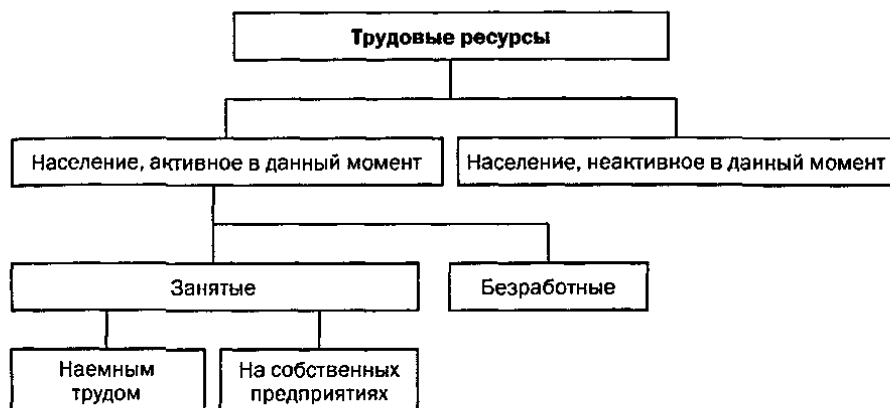 Трудовые ресурсы
Население, активное в данный момент
Население, неактивное в данный момент
Занятые
Безработные
Наемным
трудом
На собственных
предприятиях